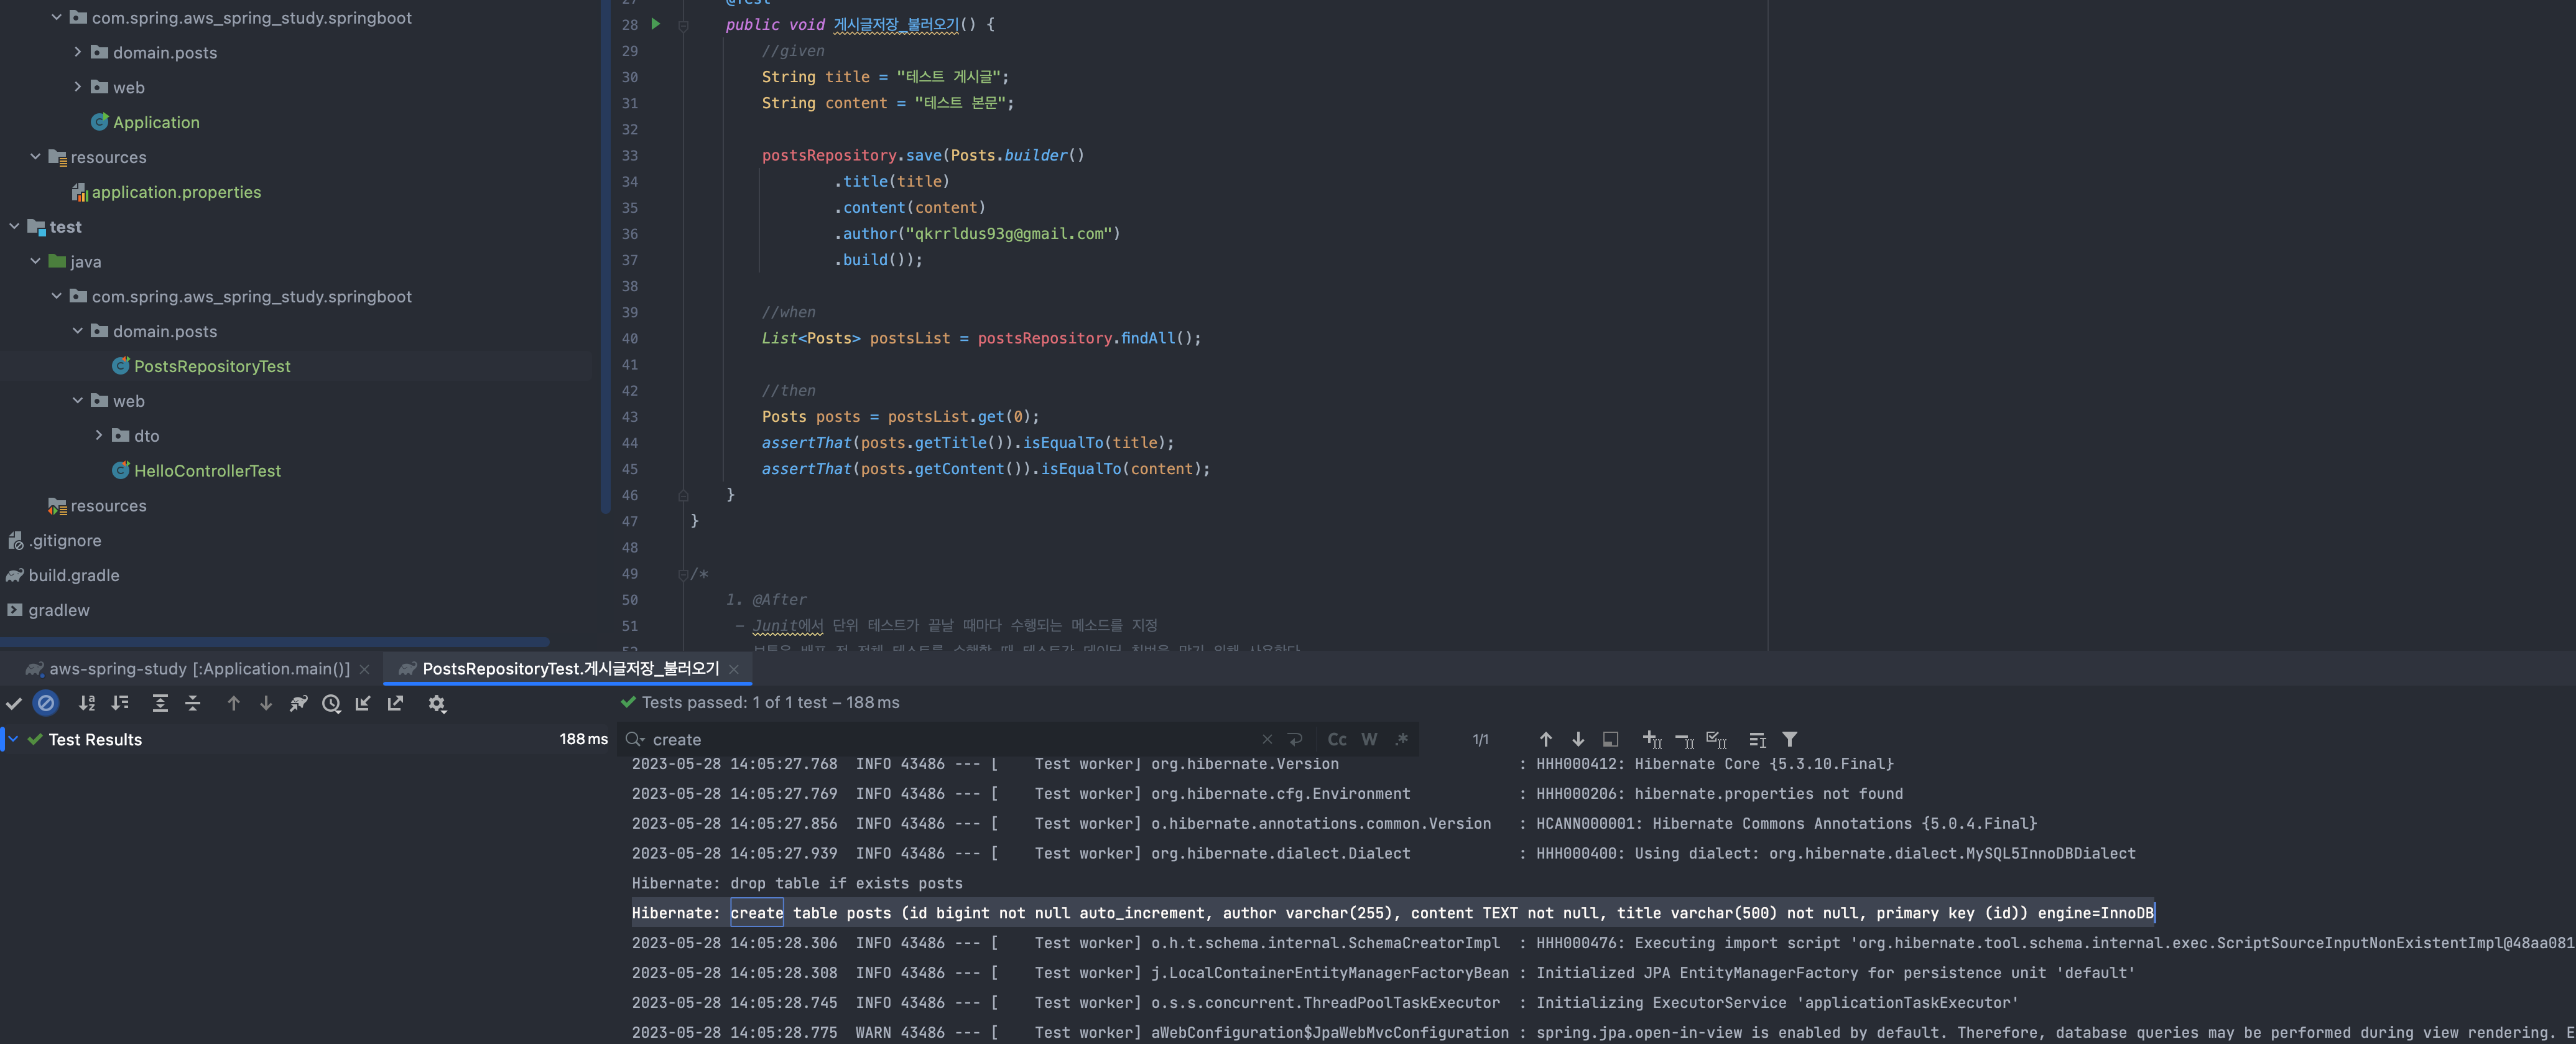 com.spring.aws_spring_study.springboot
domain.posts
web
Application
resources
application.properties
test
java
com.spring.aws_spring_study.springboot
domain.posts
PostsRepositoryTest
web
dto
HelloControllerTest
resources
.gitignore
build.gradle
gradlew
27 @Test
28 public void 게시글저장_불러오기() {
29 //given
30 String title = "테스트 게시글";
31 String content = "테스트 본문";
32
33 postsRepository.save(Posts.builder()
34 .title(title)
35 .content(content)
36 .author("qkrrldus93g@gmail.com")
37 .build());
38
39 //when
40 List<Posts> postsList = postsRepository.findAll();
41
42 //then
43 Posts posts = postsList.get(0);
44 assertThat(posts.getTitle()).isEqualTo(title);
45 assertThat(posts.getContent()).isEqualTo(content);
46 }
47 }
48
49 /*
50 1. @After
51 - Junit에서 단위 테스트가 끝날 때마다 수행되는 메소드를 지정
aws-spring-study [:Application.main()] PostsRepositoryTest.게시글저장_불러오기
Tests passed: 1 of 1 test – 188 ms
Test Results 188 ms
create Cc W .* 1/1
2023-05-28 14:05:27.768 INFO 43486 --- [ Test worker] org.hibernate.Version : HHH000412: Hibernate Core {5.3.10.Final}
2023-05-28 14:05:27.769 INFO 43486 --- [ Test worker] org.hibernate.cfg.Environment : HHH000206: hibernate.properties not found
2023-05-28 14:05:27.856 INFO 43486 --- [ Test worker] o.hibernate.annotations.common.Version : HCANN000001: Hibernate Commons Annotations {5.0.4.Final}
2023-05-28 14:05:27.939 INFO 43486 --- [ Test worker] org.hibernate.dialect.Dialect : HHH000400: Using dialect: org.hibernate.dialect.MySQL5InnoDBDialect
Hibernate: drop table if exists posts
Hibernate: create table posts (id bigint not null auto_increment, author varchar(255), content TEXT not null, title varchar(500) not null, primary key (id)) engine=InnoDB
2023-05-28 14:05:28.306 INFO 43486 --- [ Test worker] o.h.t.schema.internal.SchemaCreatorImpl : HHH000476: Executing import script 'org.hibernate.tool.schema.internal.exec.ScriptSourceInputNonExistentImpl@48aa081
2023-05-28 14:05:28.308 INFO 43486 --- [ Test worker] j.LocalContainerEntityManagerFactoryBean : Initialized JPA EntityManagerFactory for persistence unit 'default'
2023-05-28 14:05:28.745 INFO 43486 --- [ Test worker] o.s.s.concurrent.ThreadPoolTaskExecutor : Initializing ExecutorService 'applicationTaskExecutor'
2023-05-28 14:05:28.775 WARN 43486 --- [ Test worker] aWebConfiguration$JpaWebMvcConfiguration : spring.jpa.open-in-view is enabled by default. Therefore, database queries may be performed during view rendering. E